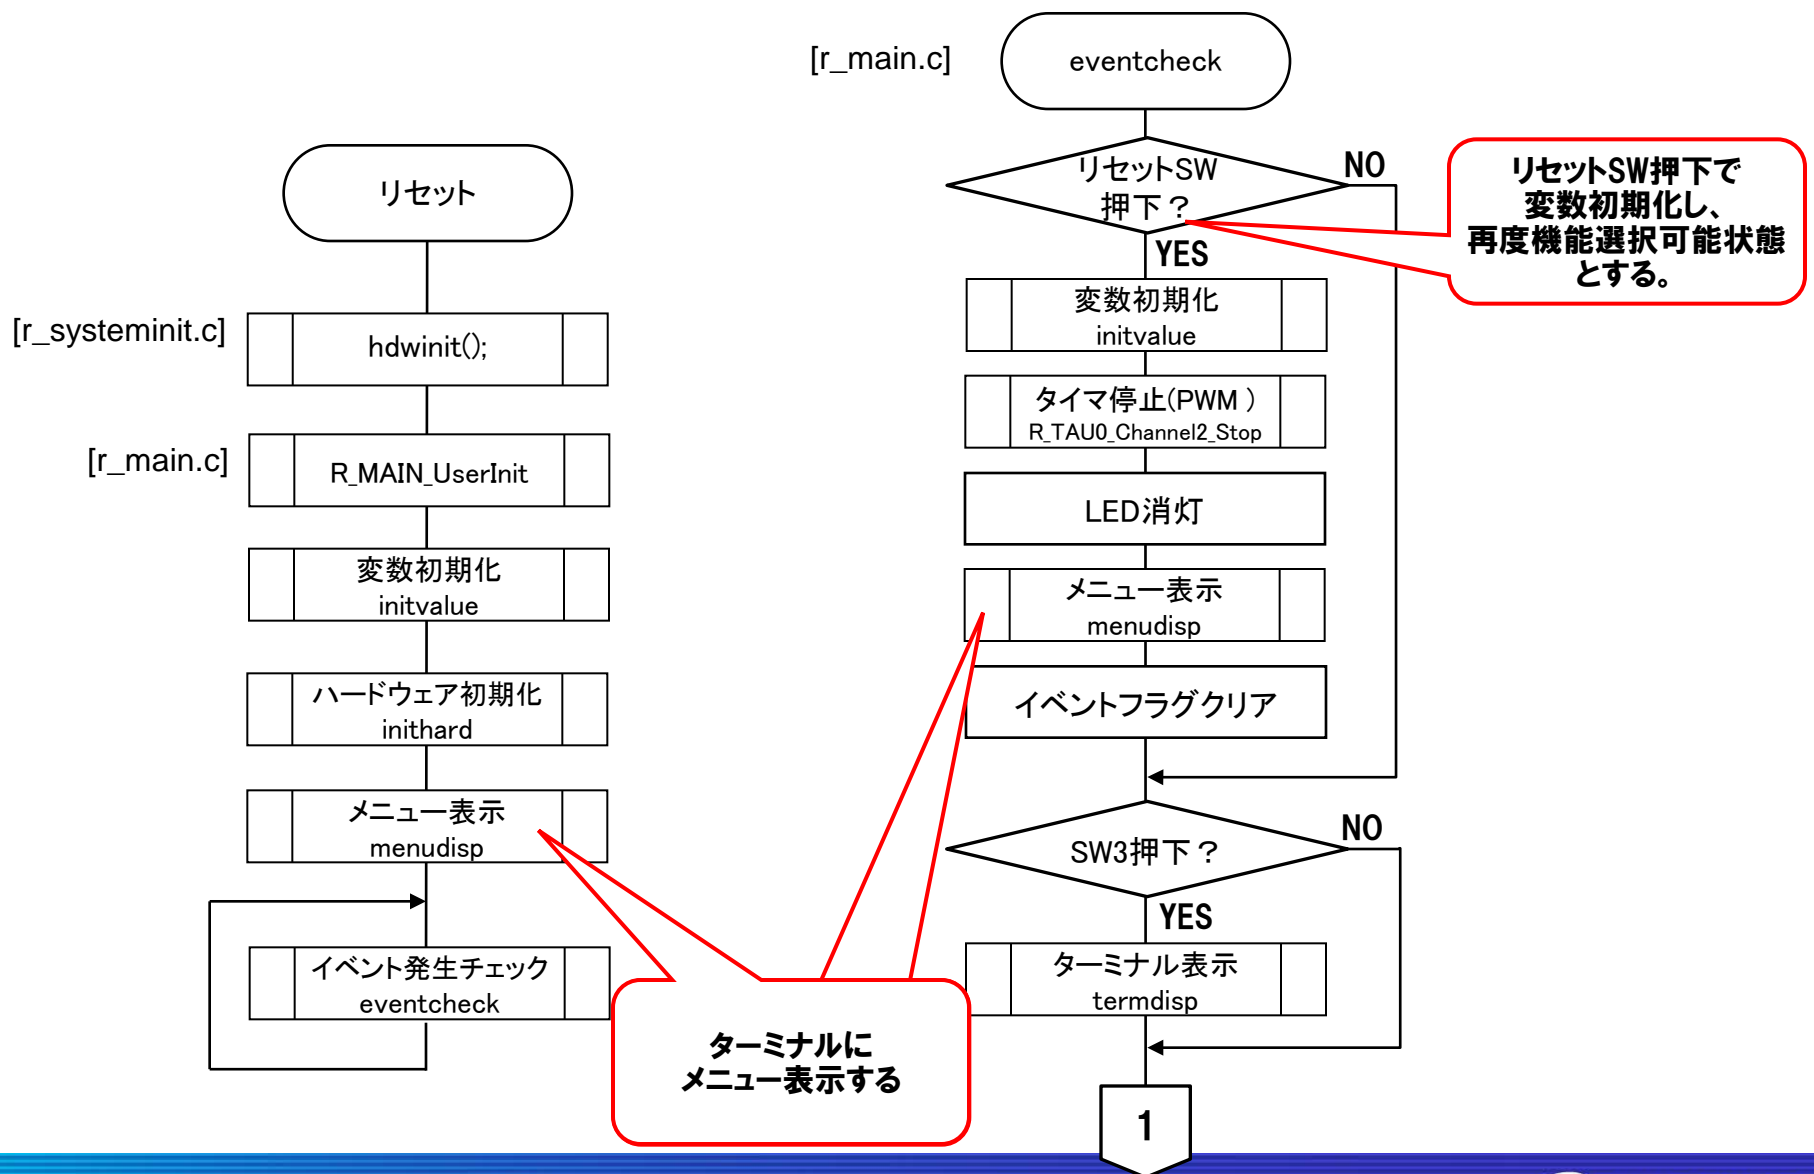 リセット
[r_systeminit.c]
hdwinit();
[r_main.c]
R_MAIN_UserInit
変数初期化
initvalue
ハードウェア初期化
inithard
メニュー表示
menudisp
イベント発生チェック
eventcheck
[r_main.c]
eventcheck
リセットSW
押下？
NO
YES
リセットSW押下で
変数初期化し、
再度機能選択可能状態
とする。
変数初期化
initvalue
タイマ停止(PWM )
R_TAU0_Channel2_Stop
LED消灯
メニュー表示
menudisp
イベントフラグクリア
SW3押下？
NO
YES
ターミナル表示
termdisp
ターミナルに
メニュー表示する
1